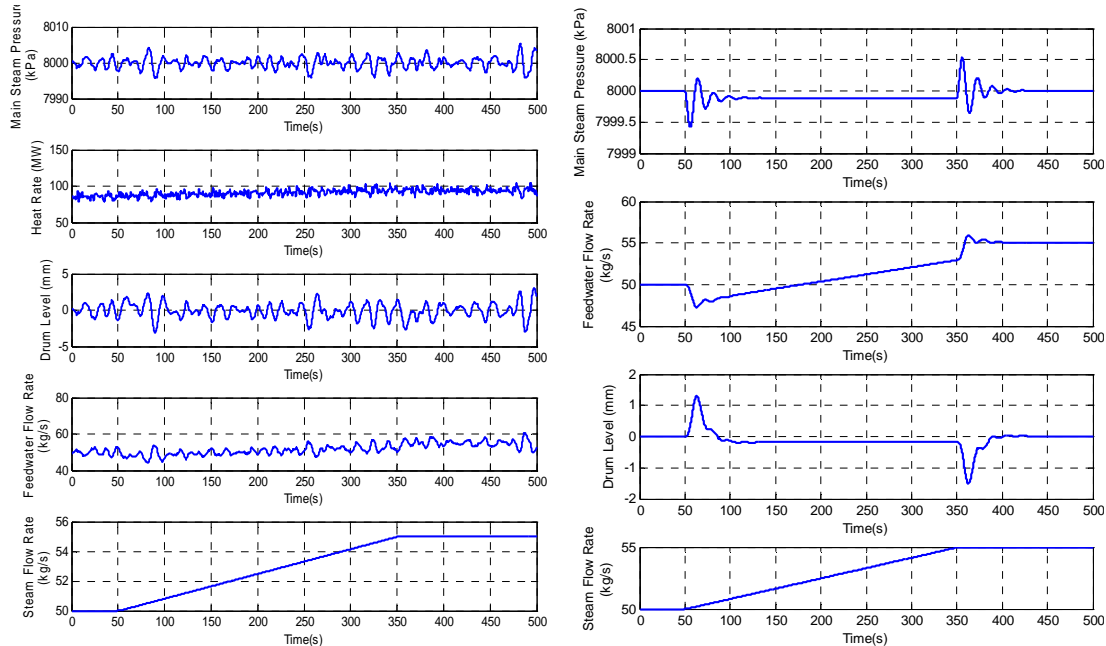 Main Steam Pressure
(kPa)
8010
8000
7990
0 50 100 150 200 250 300 350 400 450 500
Time(s)
Heat Rate (MW)
150
100
50
0 50 100 150 200 250 300 350 400 450 500
Time(s)
Drum Level (mm)
5
0
-5
0 50 100 150 200 250 300 350 400 450 500
Time(s)
Feedwater Flow Rate
(kg/s)
80
60
40
0 50 100 150 200 250 300 350 400 450 500
Time(s)
Steam Flow Rate
(kg/s)
56
54
52
50
0 50 100 150 200 250 300 350 400 450 500
Time(s)
Main Steam Pressure (kPa)
8001
8000.5
8000
7999.5
7999
0 50 100 150 200 250 300 350 400 450 500
Time(s)
Feedwater Flow Rate
(kg/s)
60
55
50
45
0 50 100 150 200 250 300 350 400 450 500
Time(s)
Drum Level (mm)
2
1
0
-1
-2
0 50 100 150 200 250 300 350 400 450 500
Time(s)
Steam Flow Rate
(kg/s)
55
50
0 50 100 150 200 250 300 350 400 450 500
Time(s)